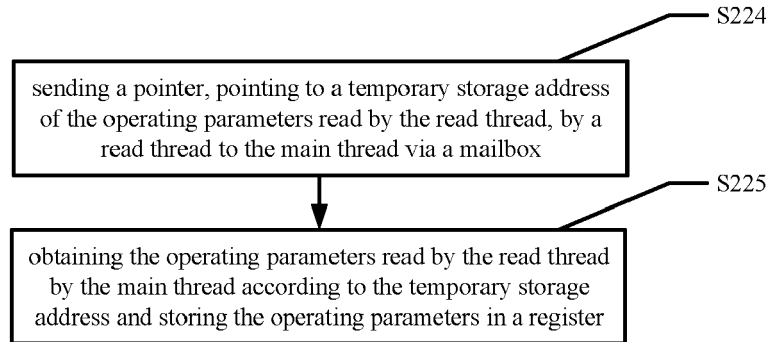 S224
sending a pointer, pointing to a temporary storage address
of the operating parameters read by the read thread, by a
read thread to the main thread via a mailbox
S225
obtaining the operating parameters read by the read thread
by the main thread according to the temporary storage
address and storing the operating parameters in a register